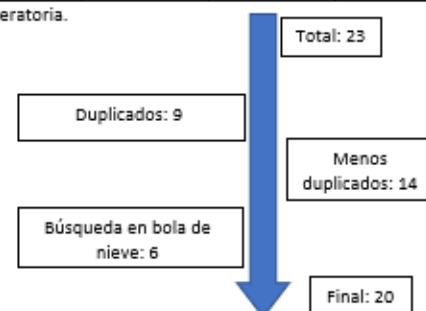 eratoria.
Total: 23
Duplicados: 9
Menos
duplicados: 14
Búsqueda en bola de
nieve: 6
Final: 20